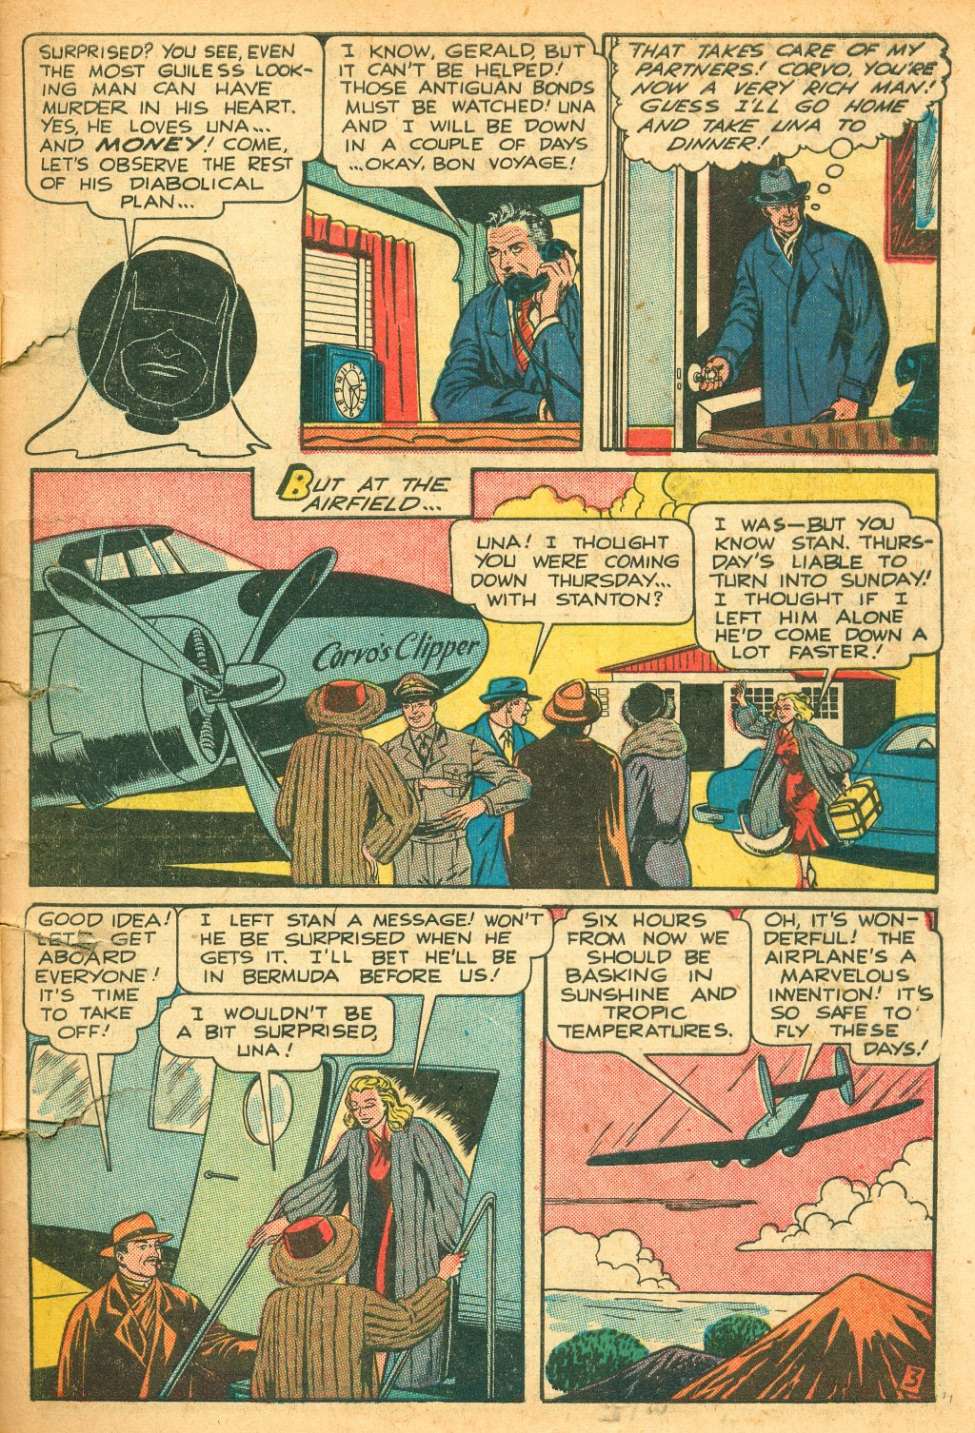 SURPRISED? YOU SEE, EVEN
THE MOST GUILESS LOOK-
ING MAN CAN HAVE
MURDER IN HIS HEART.
YES, HE LOVES UNA...
AND MONEY! COME,
LET'S OBSERVE THE REST
OF HIS DIABOLICAL
PLAN...
I KNOW, GERALD, BUT
IT CAN'T BE HELPED!
THOSE ANTIGUAN BONDS
MUST BE WATCHED! UNA
AND I WILL BE DOWN
IN A COUPLE OF DAYS
...OKAY, BON VOYAGE!
THAT TAKES CARE OF MY
PARTNERS! CORVO, YOU'RE
NOW A VERY RICH MAN!
GUESS I'LL GO HOME
AND TAKE UNA TO
DINNER!
BUT AT THE
AIRFIELD...
Corvo's Clipper
UNA! I THOUGHT
YOU WERE COMING
DOWN THURSDAY...
WITH STANTON?
I WAS—BUT YOU
KNOW STAN. THURS-
DAY'S LIABLE TO
TURN INTO SUNDAY!
I THOUGHT IF I
LEFT HIM ALONE
HE'D COME DOWN A
LOT FASTER!
GOOD IDEA!
LET'S GET
ABOARD
EVERYONE!
IT'S TIME
TO TAKE
OFF!
I LEFT STAN A MESSAGE! WON'T
HE BE SURPRISED WHEN HE
GETS IT. I'LL BET HE'LL BE
IN BERMUDA BEFORE US!
I WOULDN'T BE
A BIT SURPRISED,
UNA!
SIX HOURS
FROM NOW WE
SHOULD BE
BASKING IN
SUNSHINE AND
TROPIC
TEMPERATURES.
OH, IT'S WON-
DERFUL! THE
AIRPLANE'S A
MARVELOUS
INVENTION! IT'S
SO SAFE TO
FLY THESE
DAYS!
3